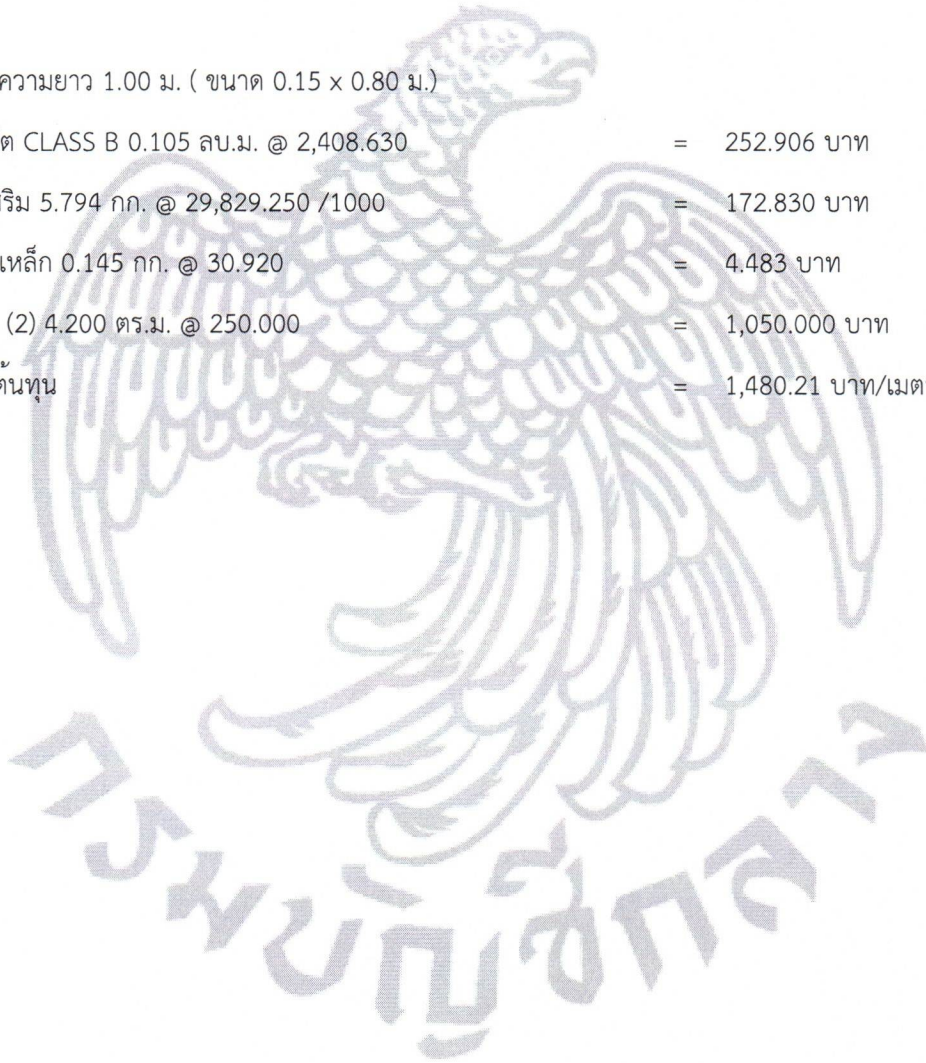 ความยาว 1.00 ม. ( ขนาด 0.15 x 0.80 ม.)
ต CLASS B 0.105 ลบ.ม. @ 2,408.630 = 252.906 บาท
ริม 5.794 กก. @ 29,829.250 /1000 = 172.830 บาท
เหล็ก 0.145 กก. @ 30.920 = 4.483 บาท
(2) 4.200 ตร.ม. @ 250.000 = 1,050.000 บาท
ต้นทุน = 1,480.21 บาท/เมต
กรมบัญชีกลาง